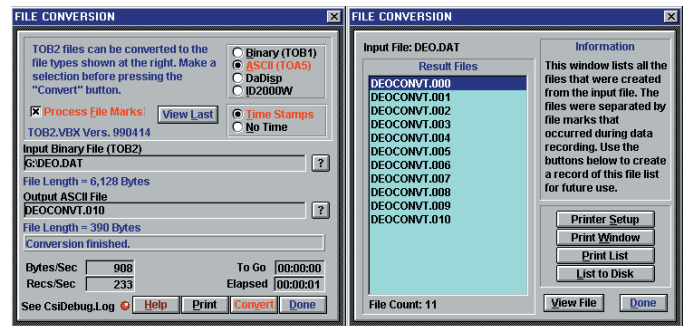 FILE CONVERSION
TOB2 files can be converted to the
file types shown at the right. Make a
selection before pressing the
"Convert" button.
Binary (TOB1)
ASCII (TOA5)
DaDisp
ID2000W
Process File Marks
View Last
Time Stamps
No Time
TOB2.VBX Vers. 990414
Input Binary File (TOB2)
G:\DEO.DAT
?
File Length = 6,128 Bytes
Output ASCII File
DEOCONVT.010
?
File Length = 390 Bytes
Conversion finished.
Bytes/Sec 908
To Go 00:00:00
Recs/Sec 233
Elapsed 00:00:01
See CsiDebug.Log
Help
Print
Convert
Done
FILE CONVERSION
Input File: DEO.DAT
Result Files
DEOCONVT.000
DEOCONVT.001
DEOCONVT.002
DEOCONVT.003
DEOCONVT.004
DEOCONVT.005
DEOCONVT.006
DEOCONVT.007
DEOCONVT.008
DEOCONVT.009
DEOCONVT.010
File Count: 11
Information
This window lists all the
files that were created
from the input file. The
files were separated by
file marks that
occurred during data
recording. Use the
buttons below to create
a record of this file list
for future use.
Printer Setup
Print Window
Print List
List to Disk
View File
Done